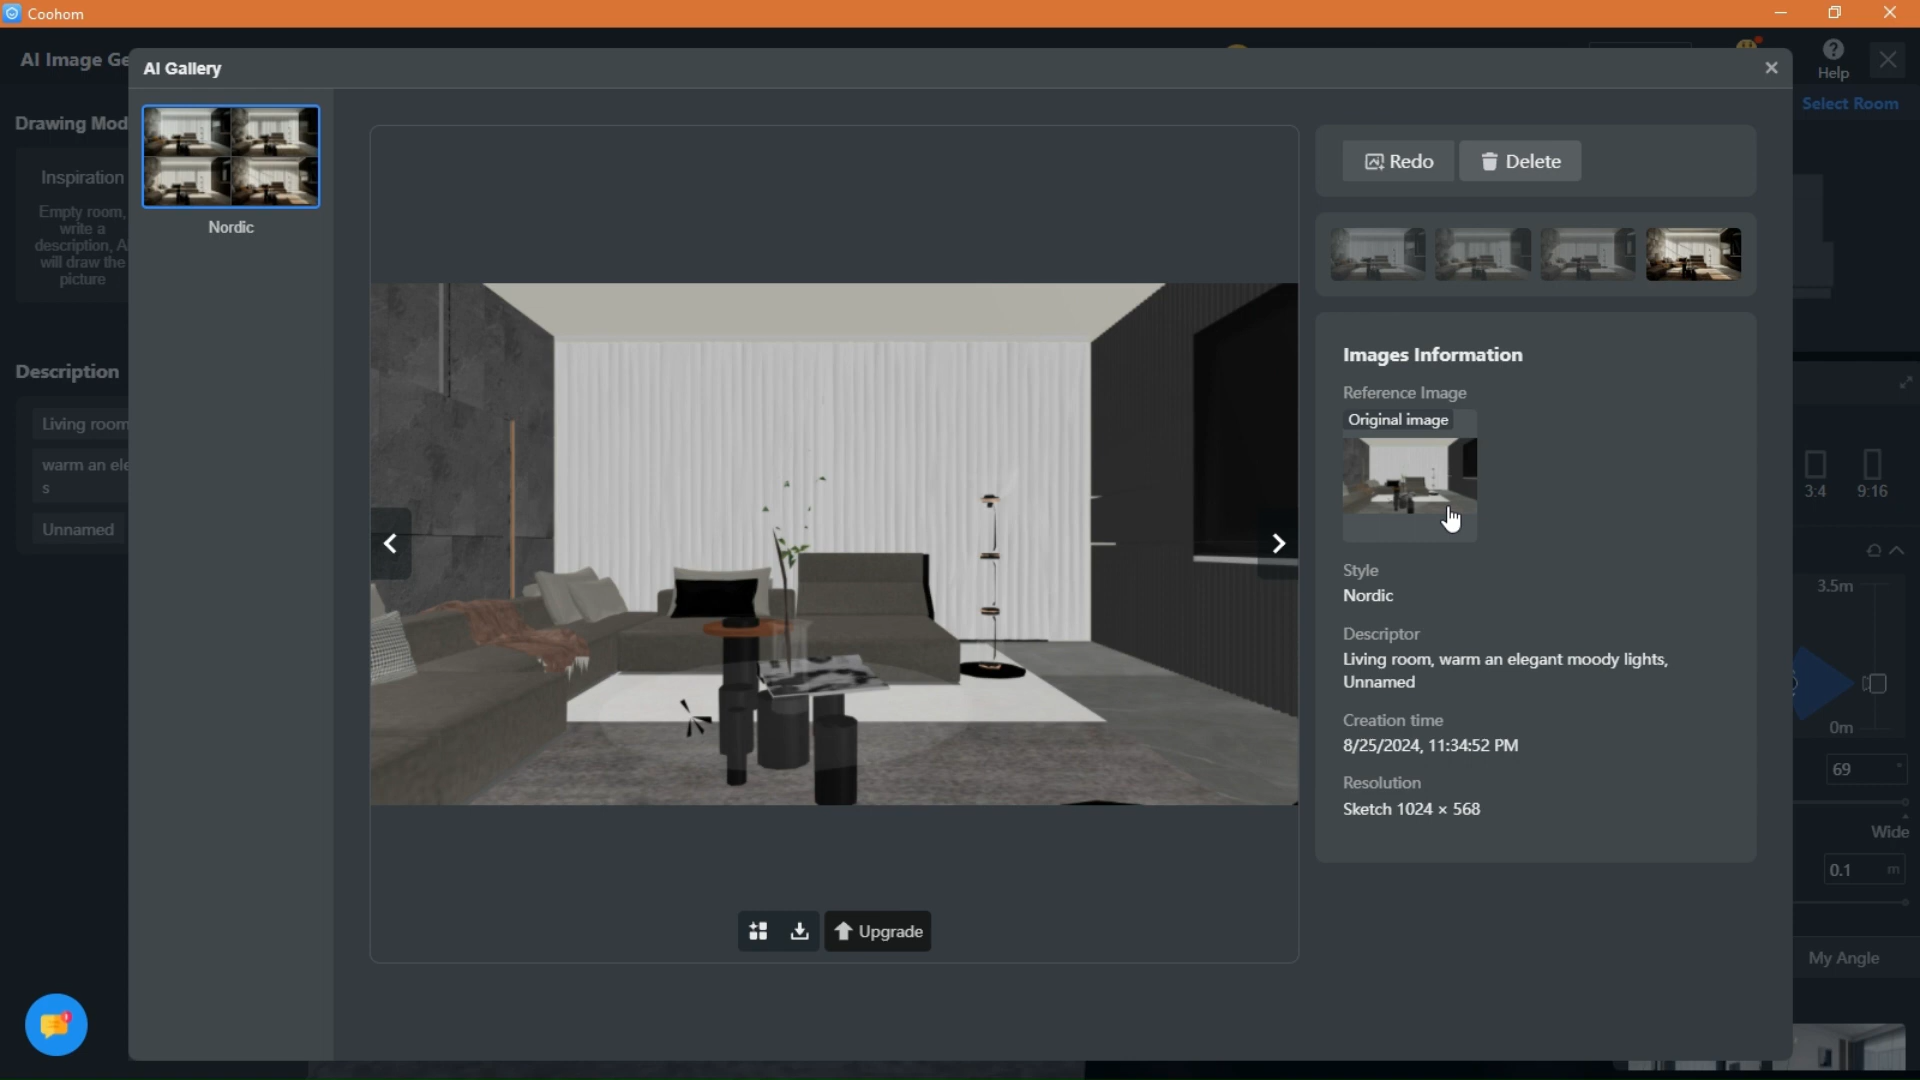 Coohom
AI Image Ge
Help
AI Gallery
Select Room
Drawing Mod
Inspiration
Empty room,
write a
description, A
will draw the
picture
Nordic
Redo
Delete
Images Information
Reference Image
Original image
Description
Living room
warm an ele
s
Unnamed
3:4
9:16
Style
Nordic
3.5m
Descriptor
Living room, warm an elegant moody lights,
Unnamed
Creation time
8/25/2024, 11:34:52 PM
0m
69 °
Resolution
Sketch 1024 × 568
Wide
0.1 m
Upgrade
My Angle